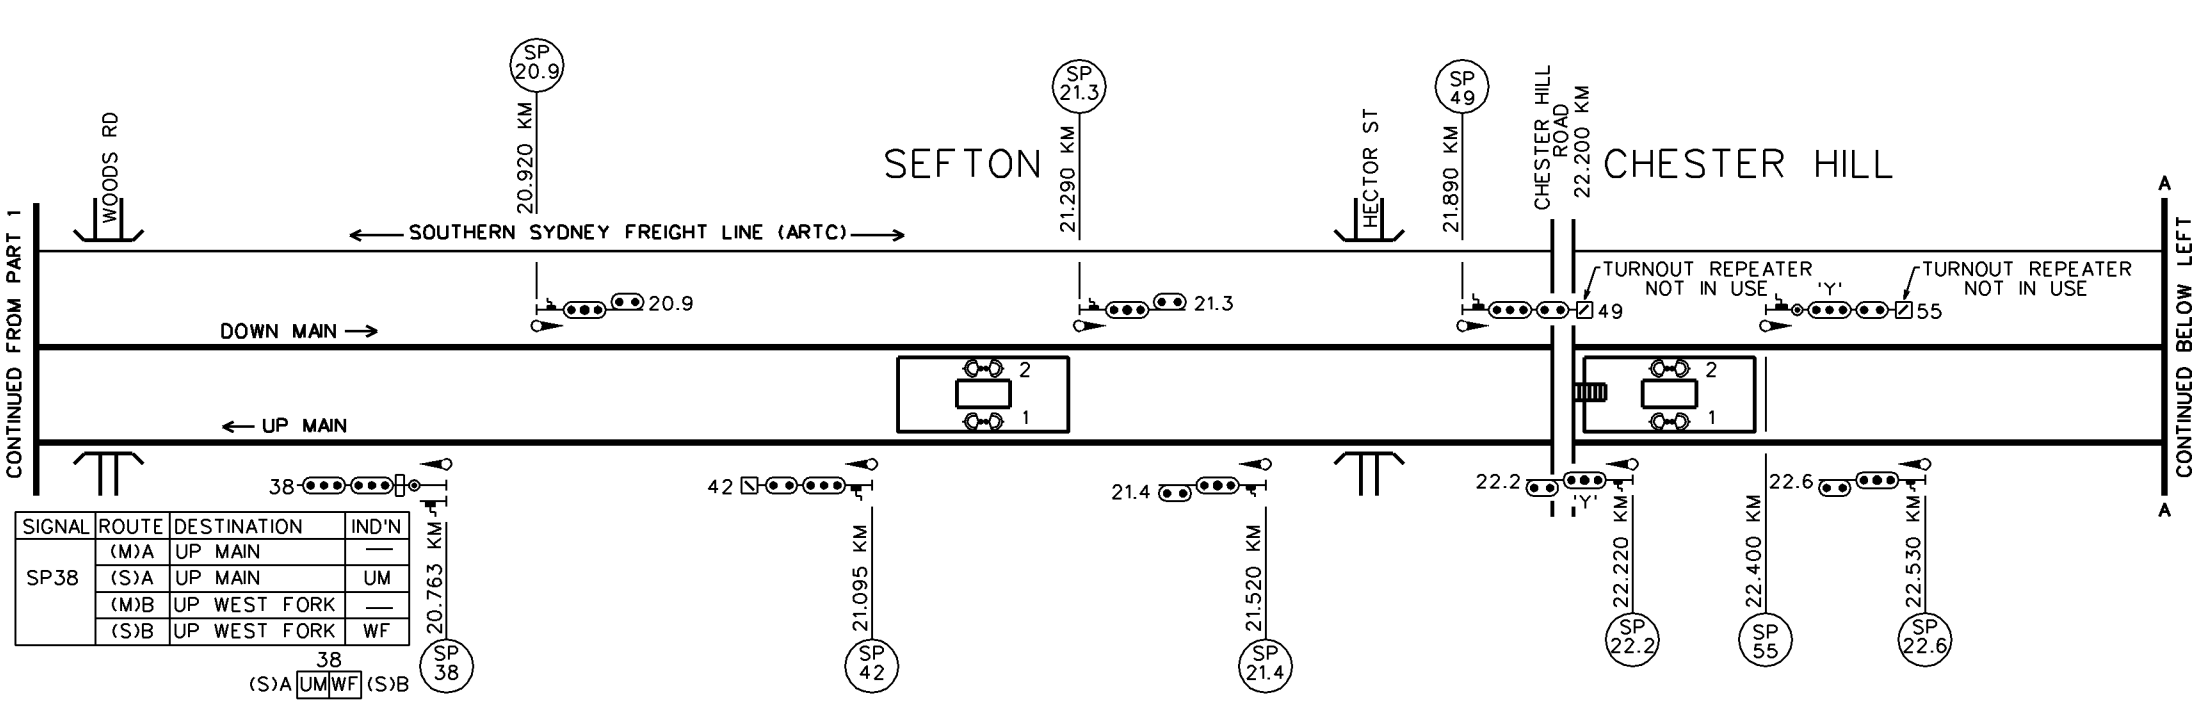 SP
20.9
20.920 KM
SP
21.3
21.290 KM
SP
49
21.890 KM
CHESTER HILL
ROAD
22.200 KM
WOODS RD
HECTOR ST
SEFTON
CHESTER HILL
A
CONTINUED FROM PART 1
SOUTHERN SYDNEY FREIGHT LINE (ARTC)
TURNOUT REPEATER
NOT IN USE
TURNOUT REPEATER
NOT IN USE
20.9
21.3
49
'Y'
55
DOWN MAIN
2
1
2
1
UP MAIN
CONTINUED BELOW LEFT
38
42
21.4
22.2
'Y'
22.6
A
SIGNAL ROUTE DESTINATION IND'N
SP38
(M)A UP MAIN —
(S)A UP MAIN UM
(M)B UP WEST FORK —
(S)B UP WEST FORK WF
38
(S)A UM WF (S)B
20.763 KM
SP
38
21.095 KM
SP
42
21.520 KM
SP
21.4
22.220 KM
SP
22.2
22.400 KM
SP
55
22.530 KM
SP
22.6